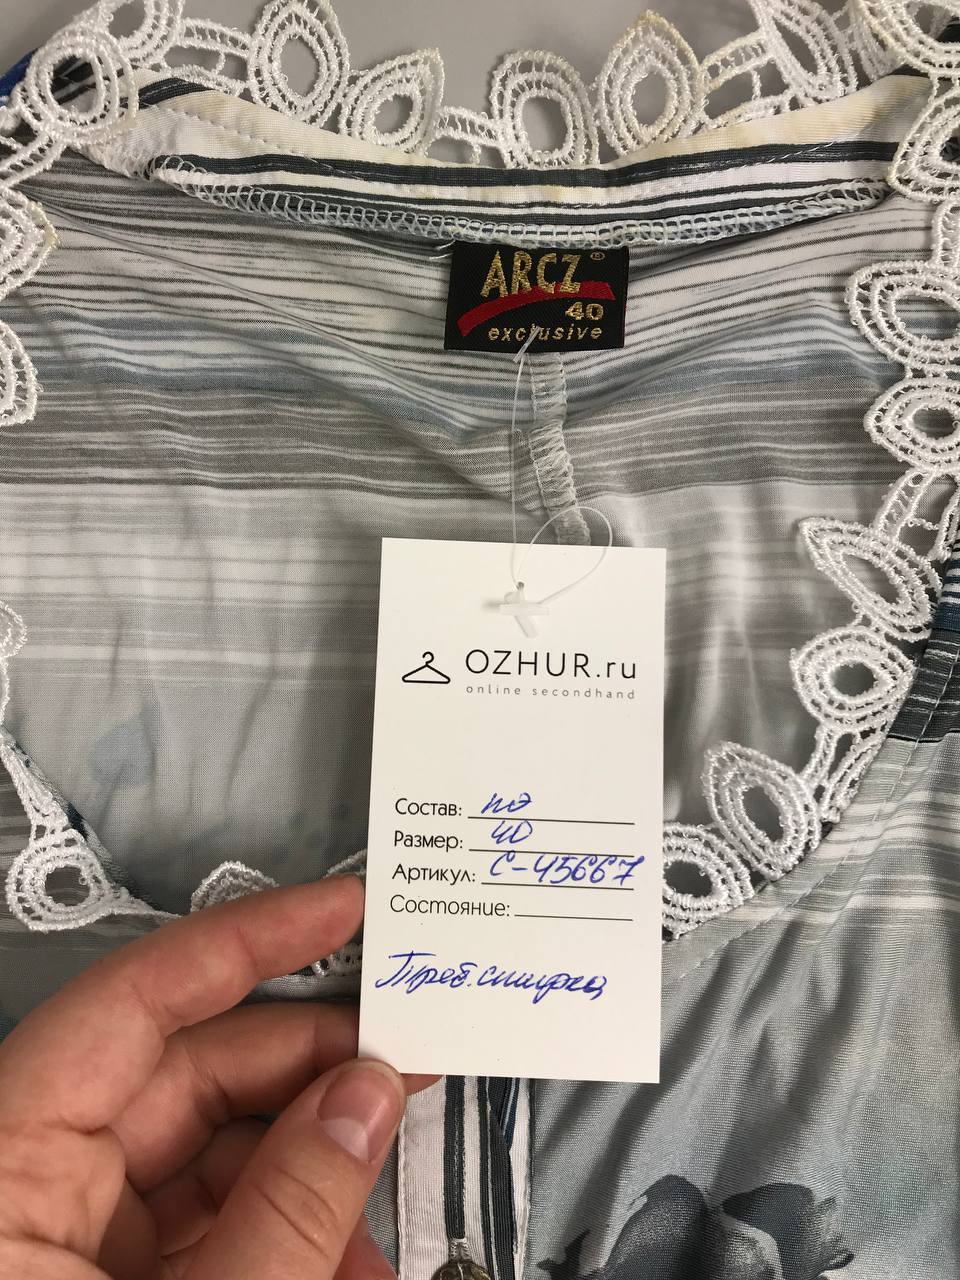 ARCZ®
40
exclusive
OZHUR.ru
online secondhand
Состав: пэ
Размер: 40
Артикул: С-45667
Состояние:
Треб. стирка